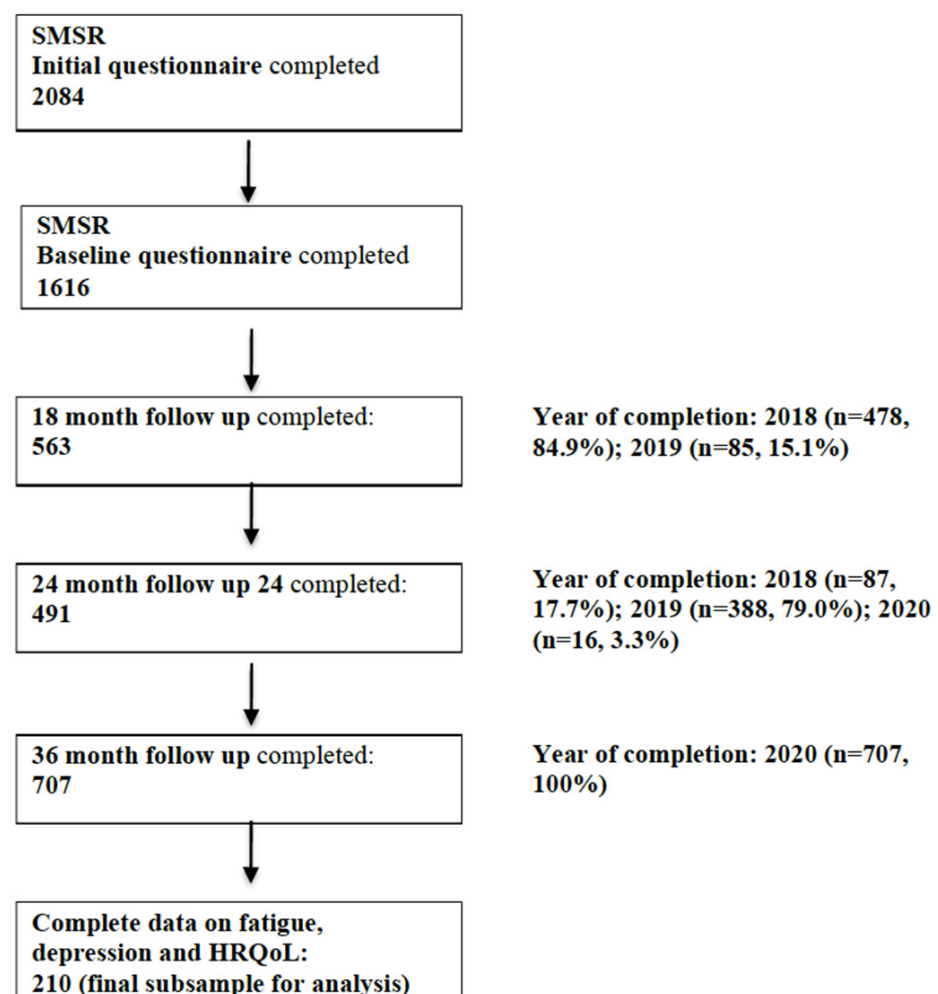 SMSR
Initial questionnaire completed
2084
SMSR
Baseline questionnaire completed
1616
18 month follow up completed:
563
Year of completion: 2018 (n=478,
84.9%); 2019 (n=85, 15.1%)
24 month follow up 24 completed:
491
Year of completion: 2018 (n=87,
17.7%); 2019 (n=388, 79.0%); 2020
(n=16, 3.3%)
36 month follow up completed:
707
Year of completion: 2020 (n=707,
100%)
Complete data on fatigue,
depression and HRQoL:
210 (final subsample for analysis)